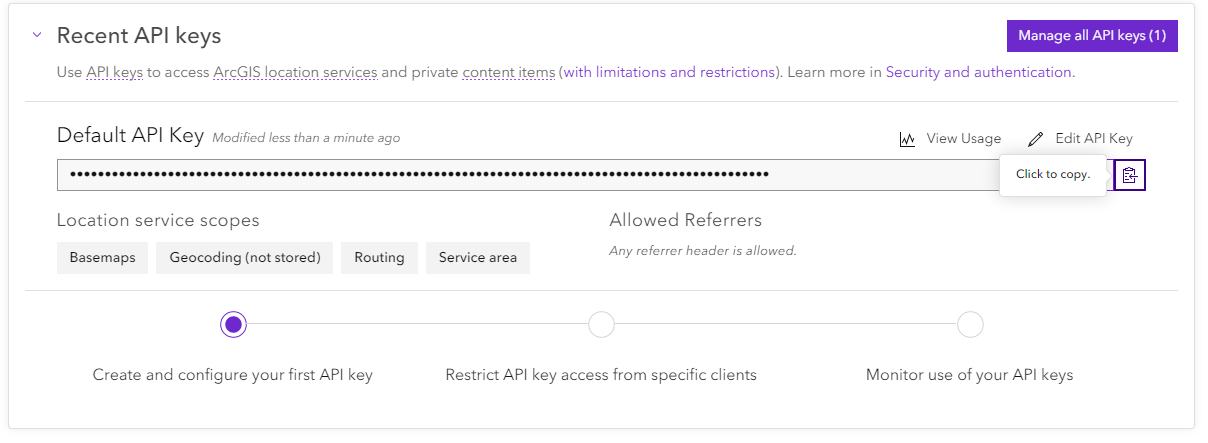 Recent API keys
Manage all API keys (1)
Use API keys to access ArcGIS location services and private content items (with limitations and restrictions). Learn more in Security and authentication.
Default API Key Modified less than a minute ago
View Usage
Edit API Key
••••••••••••••••••••••••••••••••••••••••••••••••••••••••••••••••••••••••••••••••••••••••••••••••••••
Click to copy.
Location service scopes
Allowed Referrers
Basemaps Geocoding (not stored) Routing Service area
Any referrer header is allowed.
Create and configure your first API key
Restrict API key access from specific clients
Monitor use of your API keys